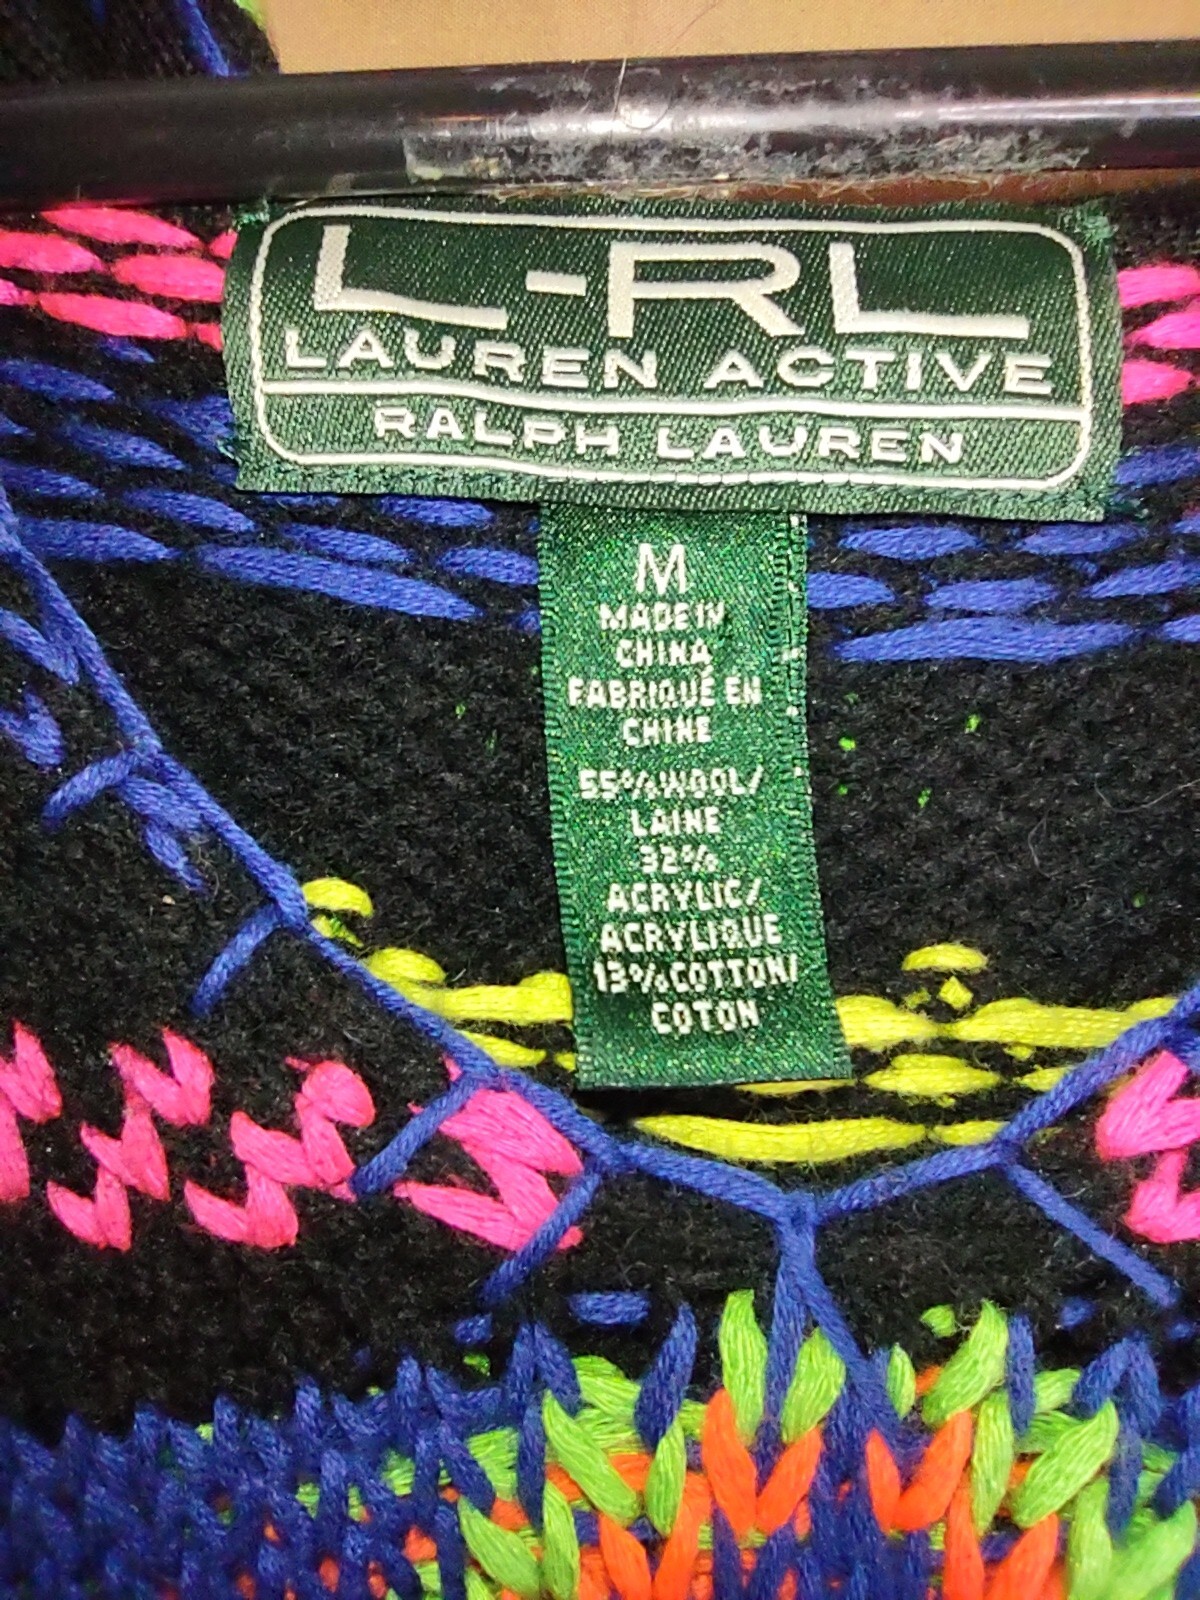 L-RL
LAUREN ACTIVE
RALPH LAUREN
M
MADE IN
CHINA
FABRIQUÉ EN
CHINE
55% WOOL/
LAINE
32%
ACRYLIC/
ACRYLIQUE
13% COTTON/
COTON